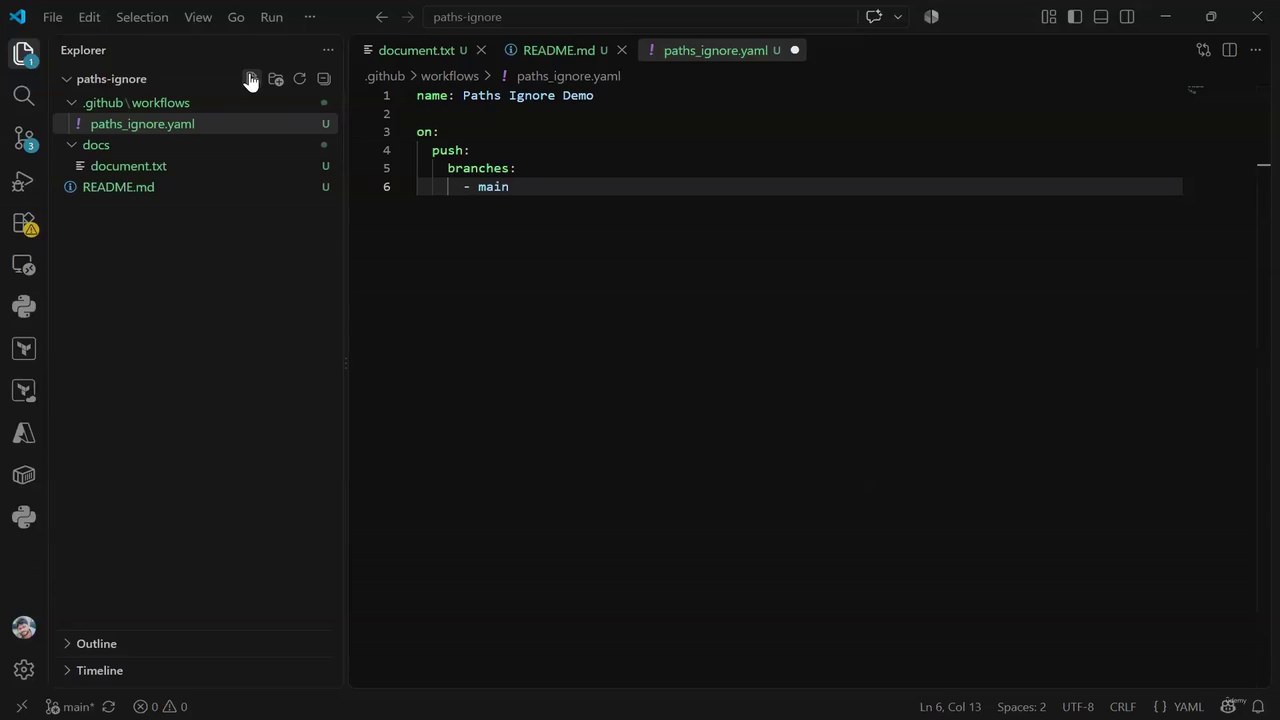 File Edit Selection View Go Run ···
paths-ignore
Explorer
paths-ignore
.github\workflows
! paths_ignore.yaml U
docs
document.txt U
README.md U
Outline
Timeline
document.txt U
README.md U
! paths_ignore.yaml U
.github > workflows > ! paths_ignore.yaml
1 name: Paths Ignore Demo
2
3 on:
4 push:
5 branches:
6 - main
1
3
main* 0 0
Ln 6, Col 13 Spaces: 2 UTF-8 CRLF { } YAML
Udemy